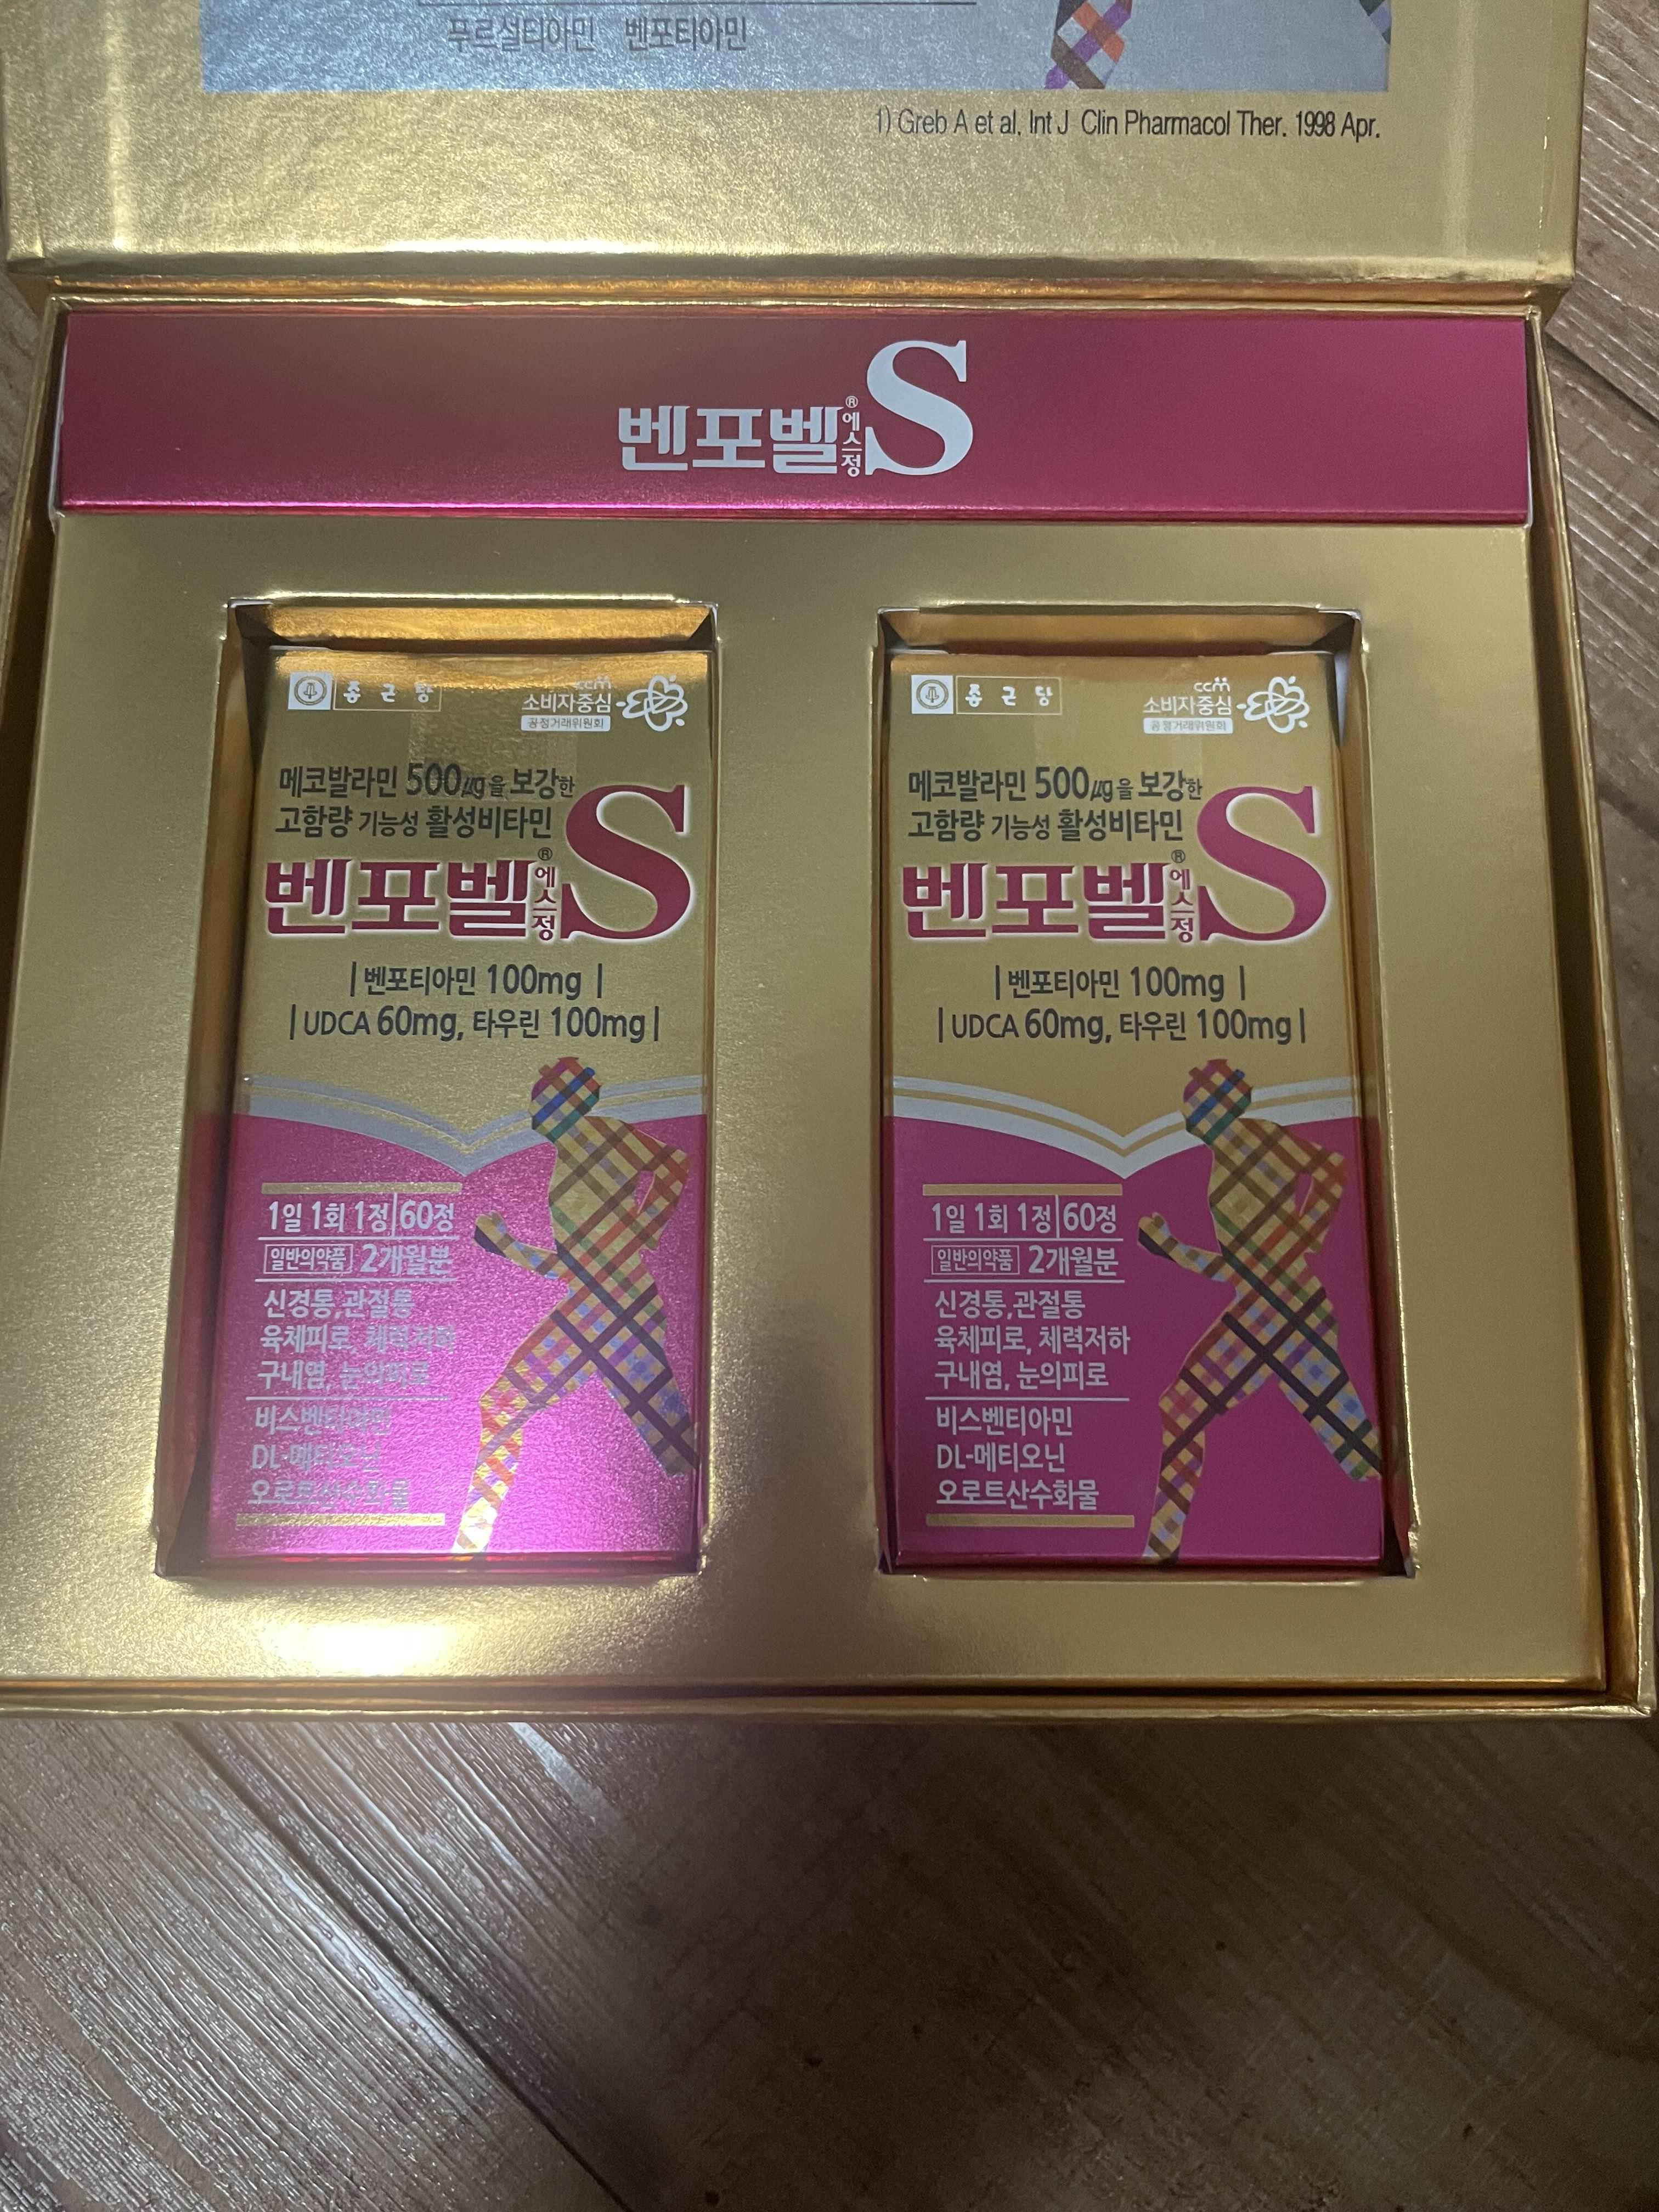 푸르설티아민 벤포티아민
1) Greb A et al, Int J Clin Pharmacol Ther. 1998 Apr.
벤포벨® 에스정 S
종근당
ccm
소비자중심
공정거래위원회
메코발라민 500㎍을 보강한
고함량 기능성 활성비타민
벤포벨® 에스정 S
|벤포티아민 100mg|
|UDCA 60mg, 타우린 100mg|
1일 1회 1정|60정
일반의약품 2개월분
신경통,관절통
육체피로, 체력저하
구내염, 눈의피로
비스벤티아민
DL-메티오닌
오로트산수화물
종근당
ccm
소비자중심
공정거래위원회
메코발라민 500㎍을 보강한
고함량 기능성 활성비타민
벤포벨® 에스정 S
|벤포티아민 100mg|
|UDCA 60mg, 타우린 100mg|
1일 1회 1정|60정
일반의약품 2개월분
신경통,관절통
육체피로, 체력저하
구내염, 눈의피로
비스벤티아민
DL-메티오닌
오로트산수화물